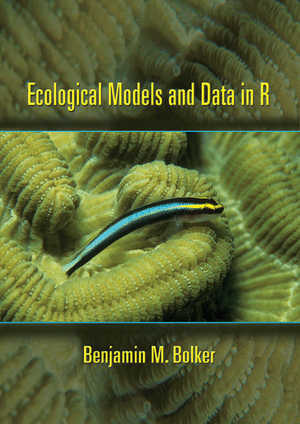 Ecological Models and Data in R
Benjamin M. Bolker